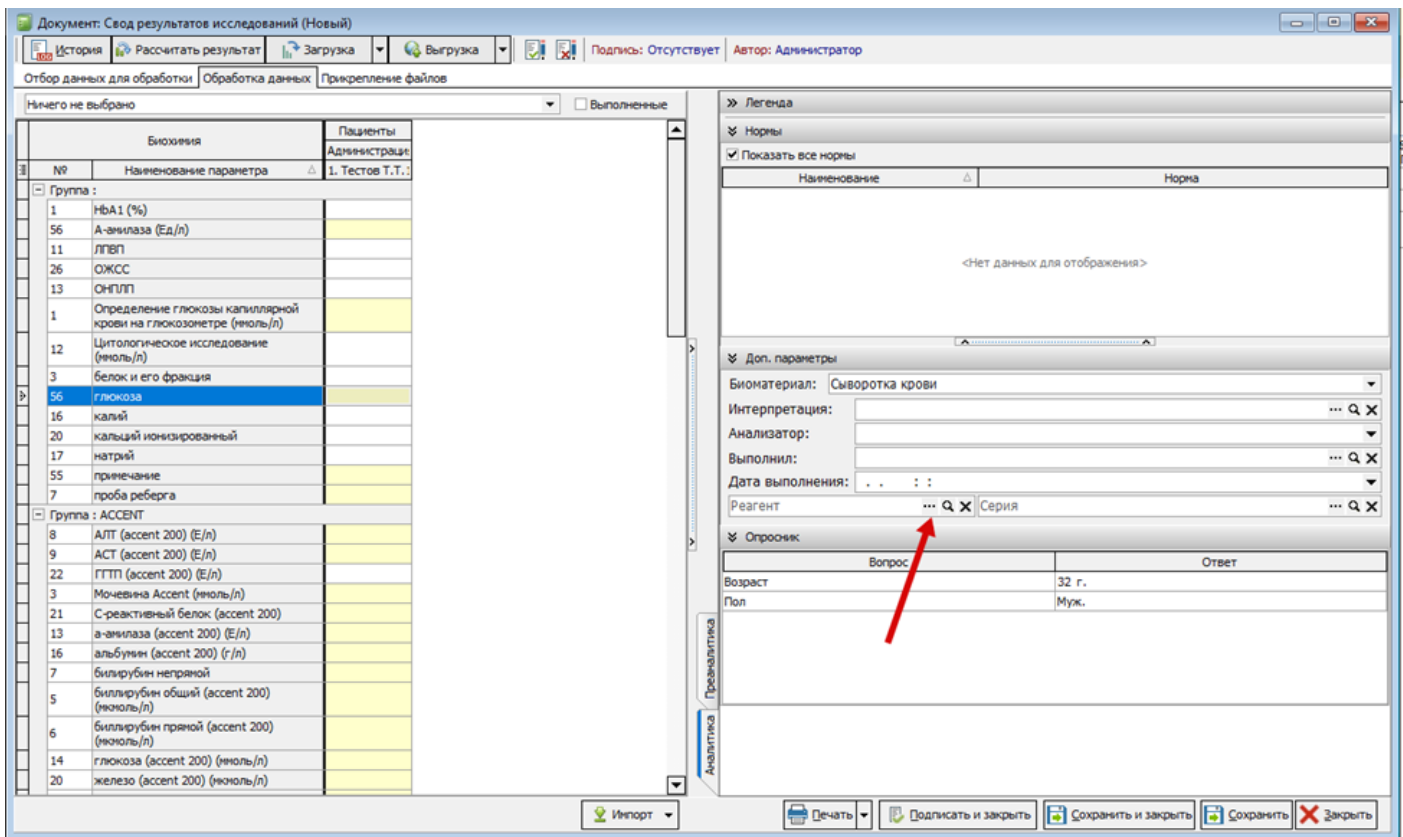 Документ: Свод результатов исследований (Новый)
История Рассчитать результат Загрузка Выгрузка Подпись: Отсутствует Автор: Администратор
Отбор данных для обработки Обработка данных Прикрепление файлов
Ничего не выбрано Выполненные
Биохимия
Пациенты
Администраци
№ Наименование параметра 1. Тестов Т.Т.
Группа :
1 HbA1 (%)
56 А-амилаза (Ед/л)
11 ЛПВП
26 ОЖСС
13 ОНПЛП
1 Определение глюкозы капиллярной
крови на глюкозометре (ммоль/л)
12 Цитологическое исследование
(ммоль/л)
3 белок и его фракция
56 глюкоза
16 калий
20 кальций ионизированный
17 натрий
55 примечание
7 проба реберга
Группа : ACCENT
8 АЛТ (accent 200) (Е/л)
9 АСТ (accent 200) (Е/л)
22 ГГТП (accent 200) (Е/л)
3 Мочевина Accent (ммоль/л)
21 С-реактивный белок (accent 200)
13 а-амилаза (accent 200) (Е/л)
16 альбумин (accent 200) (г/л)
7 билирубин непрямой
5 биллирубин общий (accent 200)
(мкмоль/л)
6 биллирубин прямой (accent 200)
(мкмоль/л)
14 глюкоза (accent 200) (ммоль/л)
20 железо (accent 200) (мкмоль/л)
Легенда
Нормы
Показать все нормы
Наименование Норма
<Нет данных для отображения>
Доп. параметры
Биоматериал: Сыворотка крови
Интерпретация:
Анализатор:
Выполнил:
Дата выполнения: . . : :
Реагент Серия
Опросник
Вопрос Ответ
Возраст 32 г.
Пол Муж.
Преаналитика
Аналитика
Импорт Печать Подписать и закрыть Сохранить и закрыть Сохранить Закрыть